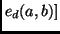 e_d(a, b)]